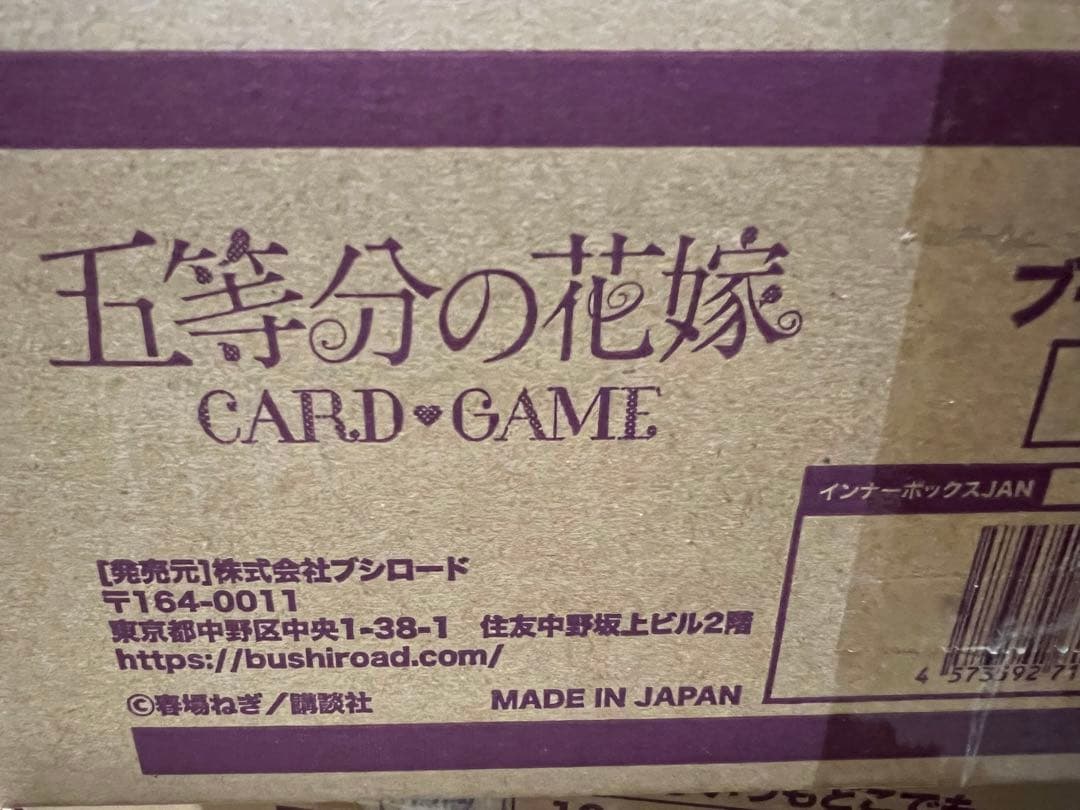 五等分の花嫁
CARD♥GAME
インナーボックスJAN
[発売元]株式会社ブシロード
〒164-0011
東京都中野区中央1-38-1 住友中野坂上ビル2階
https://bushiroad.com/
©春場ねぎ／講談社
MADE IN JAPAN